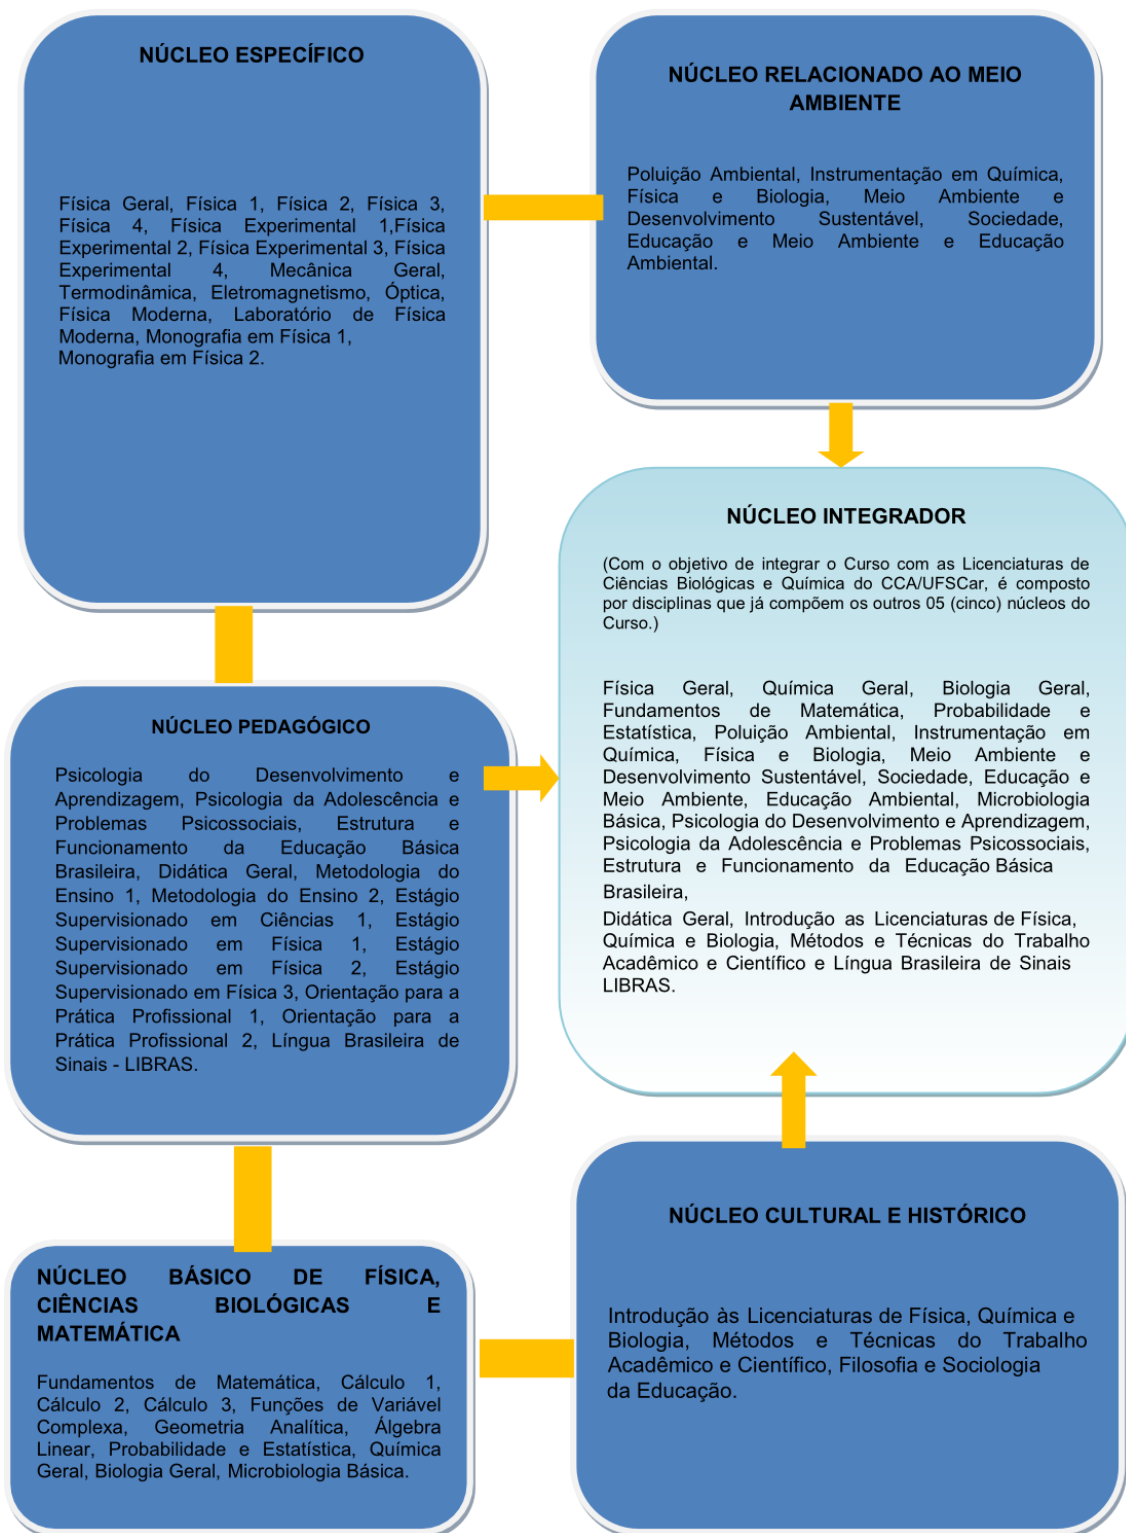 NÚCLEO ESPECÍFICO
Física Geral, Física 1, Física 2, Física 3,
Física 4, Física Experimental 1,Física
Experimental 2, Física Experimental 3, Física
Experimental 4, Mecânica Geral,
Termodinâmica, Eletromagnetismo, Óptica,
Física Moderna, Laboratório de Física
Moderna, Monografia em Física 1,
Monografia em Física 2.
NÚCLEO RELACIONADO AO MEIO
AMBIENTE
Poluição Ambiental, Instrumentação em Química,
Física e Biologia, Meio Ambiente e
Desenvolvimento Sustentável, Sociedade,
Educação e Meio Ambiente e Educação
Ambiental.
NÚCLEO INTEGRADOR
(Com o objetivo de integrar o Curso com as Licenciaturas de
Ciências Biológicas e Química do CCA/UFSCar, é composto
por disciplinas que já compõem os outros 05 (cinco) núcleos do
Curso.)
Física Geral, Química Geral, Biologia Geral,
Fundamentos de Matemática, Probabilidade e
Estatística, Poluição Ambiental, Instrumentação em
Química, Física e Biologia, Meio Ambiente e
Desenvolvimento Sustentável, Sociedade, Educação e
Meio Ambiente, Educação Ambiental, Microbiologia
Básica, Psicologia do Desenvolvimento e Aprendizagem,
Psicologia da Adolescência e Problemas Psicossociais,
Estrutura e Funcionamento da Educação Básica
Brasileira,
Didática Geral, Introdução as Licenciaturas de Física,
Química e Biologia, Métodos e Técnicas do Trabalho
Acadêmico e Científico e Língua Brasileira de Sinais
LIBRAS.
NÚCLEO PEDAGÓGICO
Psicologia do Desenvolvimento e
Aprendizagem, Psicologia da Adolescência e
Problemas Psicossociais, Estrutura e
Funcionamento da Educação Básica
Brasileira, Didática Geral, Metodologia do
Ensino 1, Metodologia do Ensino 2, Estágio
Supervisionado em Ciências 1, Estágio
Supervisionado em Física 1, Estágio
Supervisionado em Física 2, Estágio
Supervisionado em Física 3, Orientação para a
Prática Profissional 1, Orientação para a
Prática Profissional 2, Língua Brasileira de
Sinais - LIBRAS.
NÚCLEO BÁSICO DE FÍSICA,
CIÊNCIAS BIOLÓGICAS E
MATEMÁTICA
Fundamentos de Matemática, Cálculo 1,
Cálculo 2, Cálculo 3, Funções de Variável
Complexa, Geometria Analítica, Álgebra
Linear, Probabilidade e Estatística, Química
Geral, Biologia Geral, Microbiologia Básica.
NÚCLEO CULTURAL E HISTÓRICO
Introdução às Licenciaturas de Física, Química e
Biologia, Métodos e Técnicas do Trabalho
Acadêmico e Científico, Filosofia e Sociologia
da Educação.